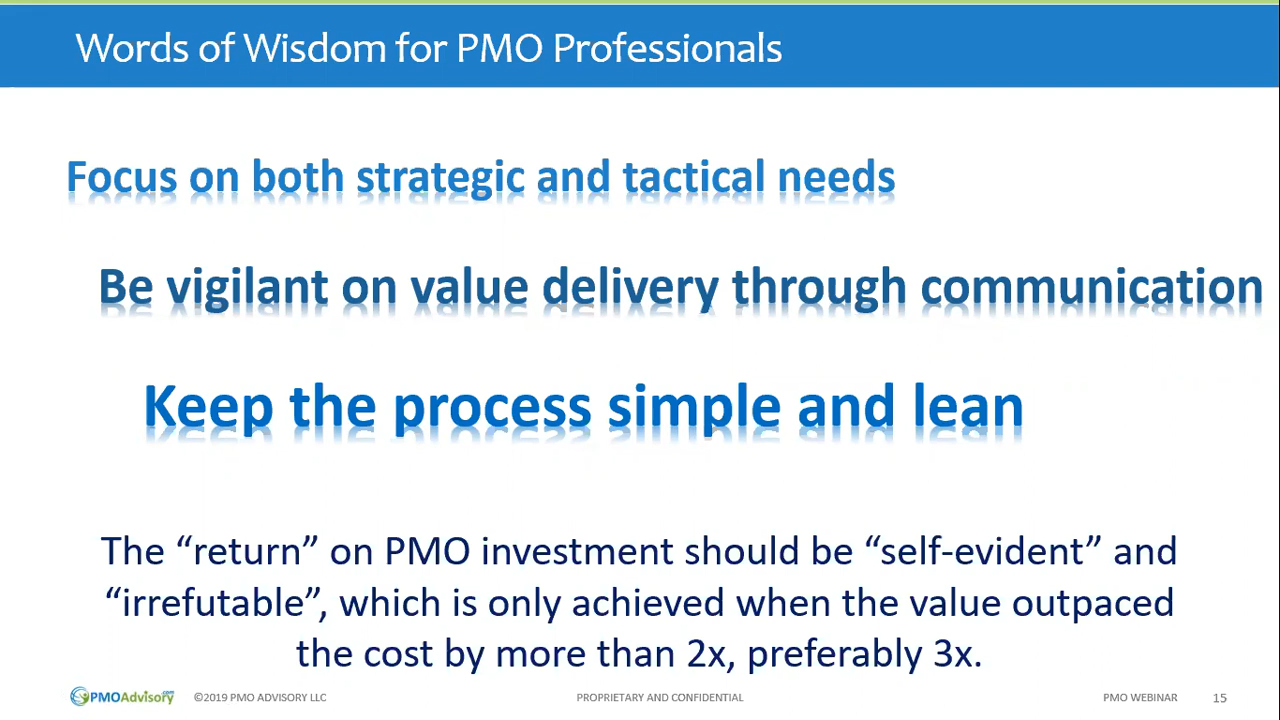 Words of Wisdom for PMO Professionals
Focus on both strategic and tactical needs
Be vigilant on value delivery through communication
Keep the process simple and lean
The “return” on PMO investment should be “self-evident” and
“irrefutable”, which is only achieved when the value outpaced
the cost by more than 2x, preferably 3x.
PMOAdvisory.com ©2019 PMO ADVISORY LLC PROPRIETARY AND CONFIDENTIAL PMO WEBINAR 15